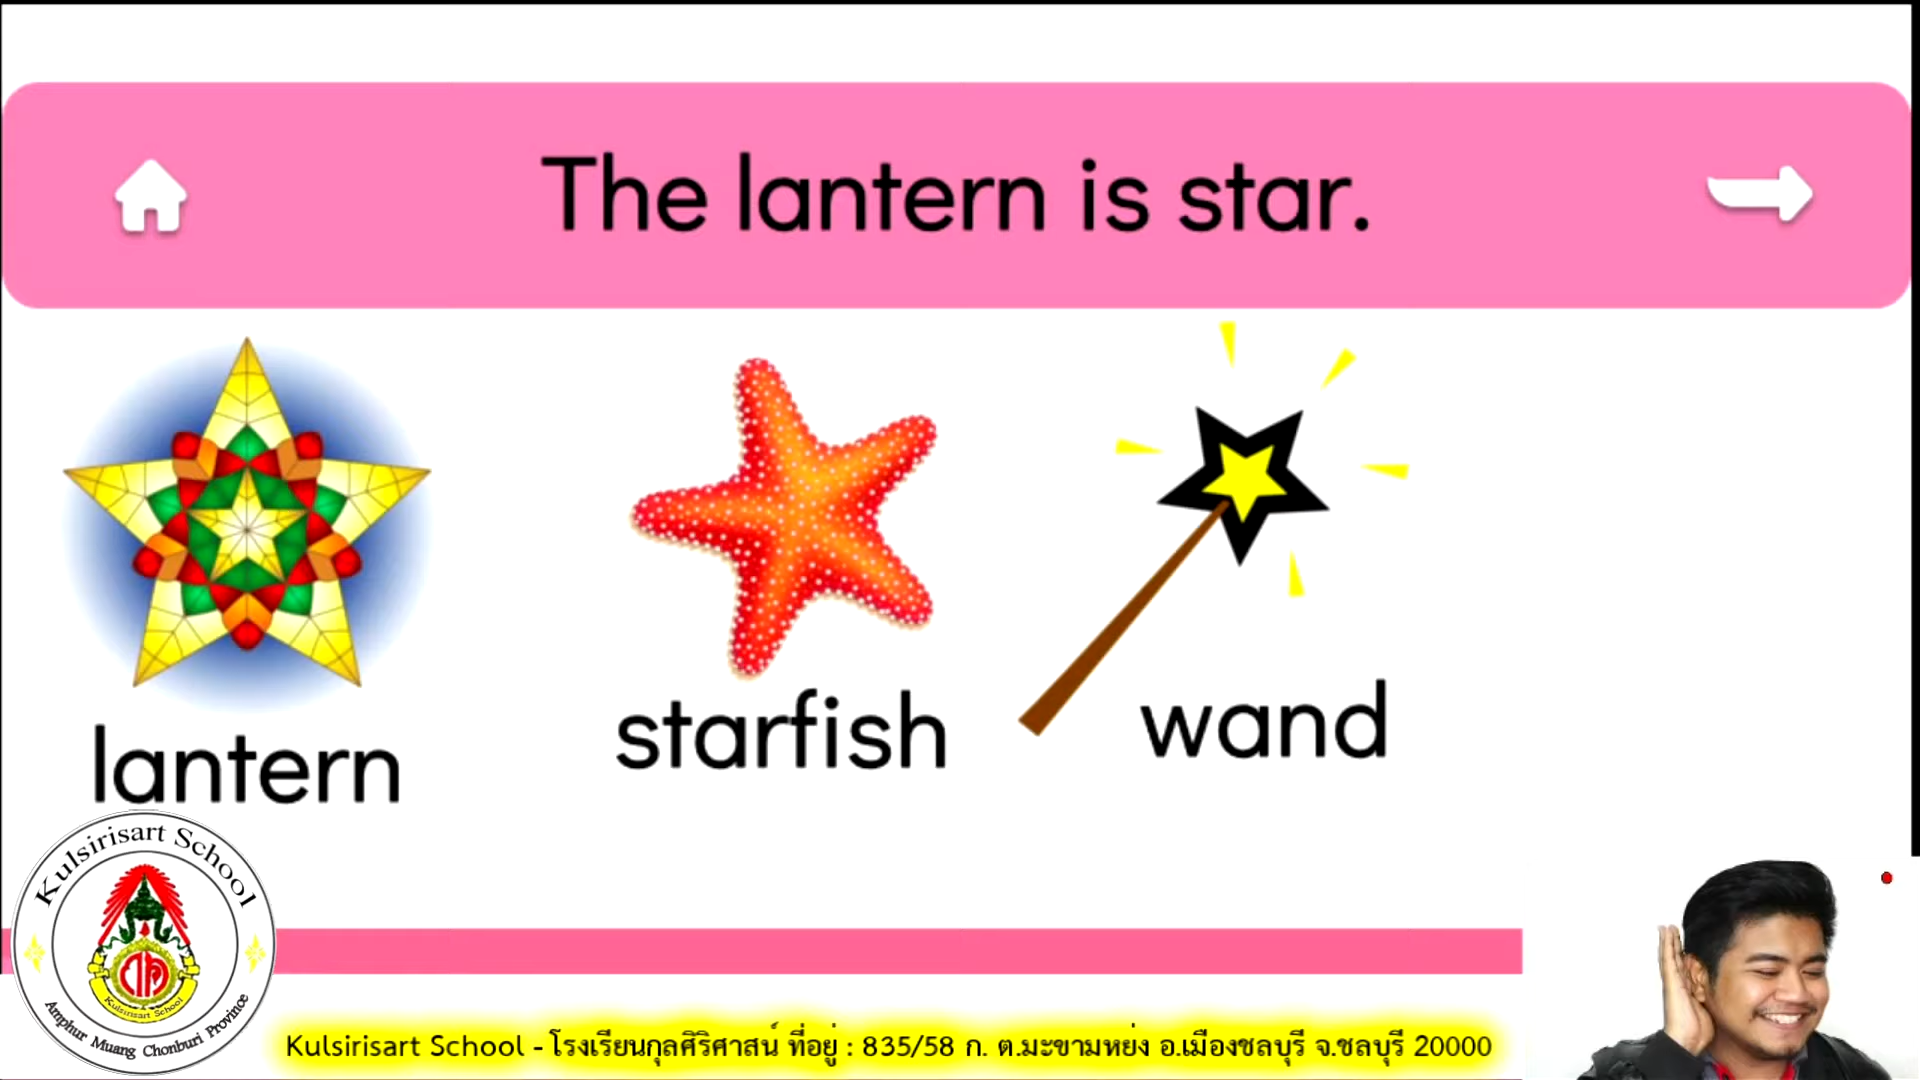 The lantern is star.
lantern
starfish
wand
Kulsirisart School
Kulsirisart School
Amphur Muang Chonburi Province
Kulsirisart School - โรงเรียนกุลศิริศาสน์ ที่อยู่ : 835/58 ก. ต.มะขามหย่ง อ.เมืองชลบุรี จ.ชลบุรี 20000